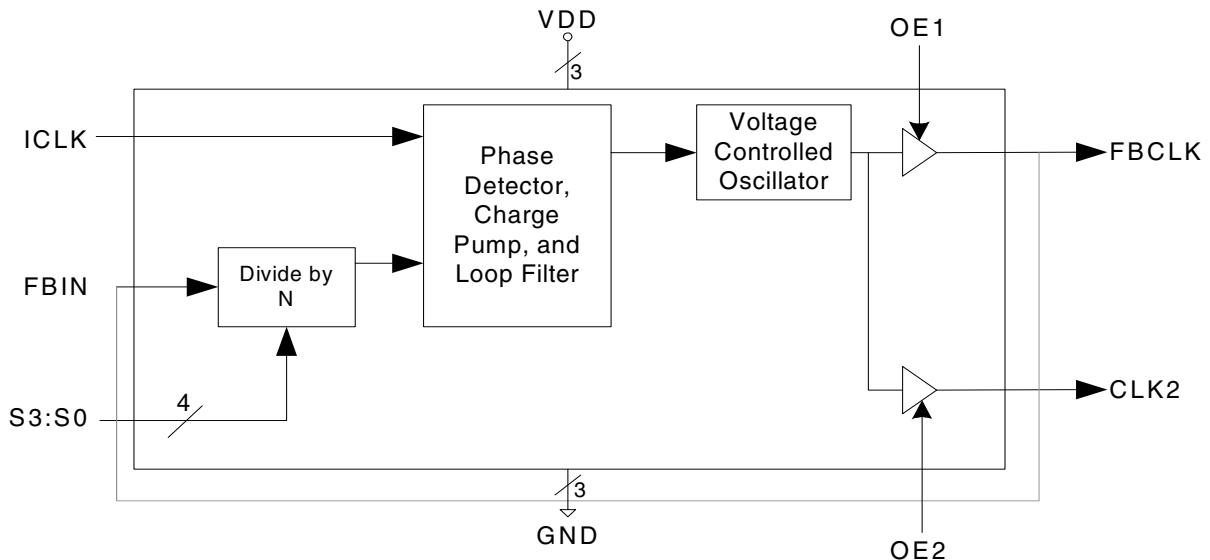 VDD
OE1
3
ICLK
Phase
Detector,
Charge
Pump, and
Loop Filter
Voltage
Controlled
Oscillator
FBCLK
FBIN
Divide by
N
S3:S0
4
CLK2
3
GND
OE2